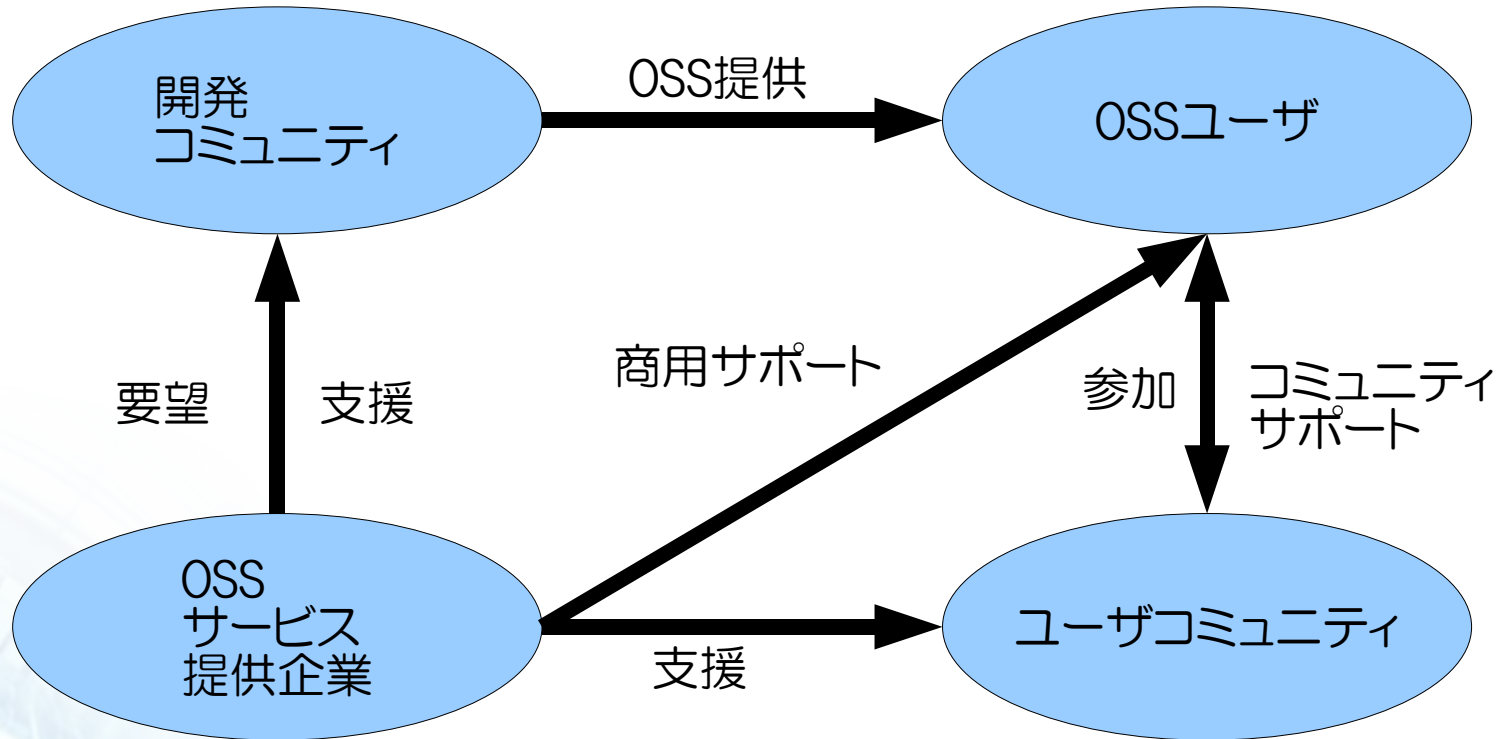 開発
コミュニティ
OSS提供
OSSユーザ
要望
支援
商用サポート
参加
コミュニティ
サポート
OSS
サービス
提供企業
支援
ユーザコミュニティ